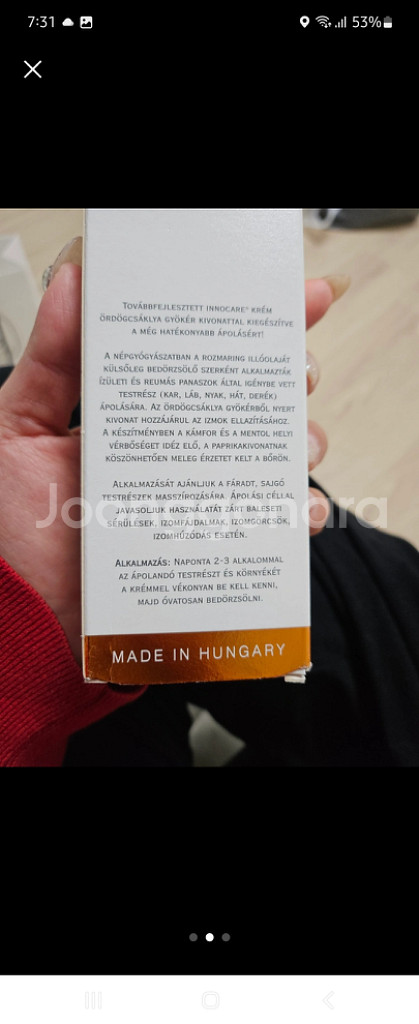 7:31
53%
TOVÁBBFEJLESZTETT INNOCARE® KRÉM
ÖRDÖGCSÁKLYA GYÖKÉR KIVONATTAL KIEGÉSZÍTVE
A MÉG HATÉKONYABB ÁPOLÁSÉRT!
A NÉPGYÓGYÁSZATBAN A ROZMARING ILLÓOLAJÁT
KÜLSŐLEG BEDÖRZSÖLŐ SZERKÉNT ALKALMAZTÁK
ÍZÜLETI ÉS REUMÁS PANASZOK ÁLTAL IGÉNYBE VETT
TESTRÉSZ (KAR, LÁB, NYAK, HÁT, DERÉK)
ÁPOLÁSÁRA. AZ ÖRDÖGCSÁKLYA GYÖKÉRBŐL NYERT
KIVONAT HOZZÁJÁRUL AZ IZMOK ELLAZÍTÁSÁHOZ.
A KÉSZÍTMÉNYBEN A KÁMFOR ÉS A MENTOL HELYI
VÉRBŐSÉGET IDÉZ ELŐ, A PAPRIKAKIVONATNAK
KÖSZÖNHETŐEN MELEG ÉRZETET KELT A BŐRÖN.
ALKALMAZÁSÁT AJÁNLJUK A FÁRADT, SAJGÓ
TESTRÉSZEK MASSZÍROZÁSÁRA. ÁPOLÁSI CÉLLAL
JAVASOLJUK HASZNÁLATÁT ZÁRT BALESETI
SÉRÜLÉSEK, IZOMFÁJDALMAK, IZOMGÖRCSÖK,
IZOMHÚZÓDÁS ESETÉN.
ALKALMAZÁS: NAPONTA 2-3 ALKALOMMAL
AZ ÁPOLANDÓ TESTRÉSZT ÉS KÖRNYÉKÉT
A KRÉMMEL VÉKONYAN BE KELL KENNI,
MAJD ÓVATOSAN BEDÖRZSÖLNI.
MADE IN HUNGARY